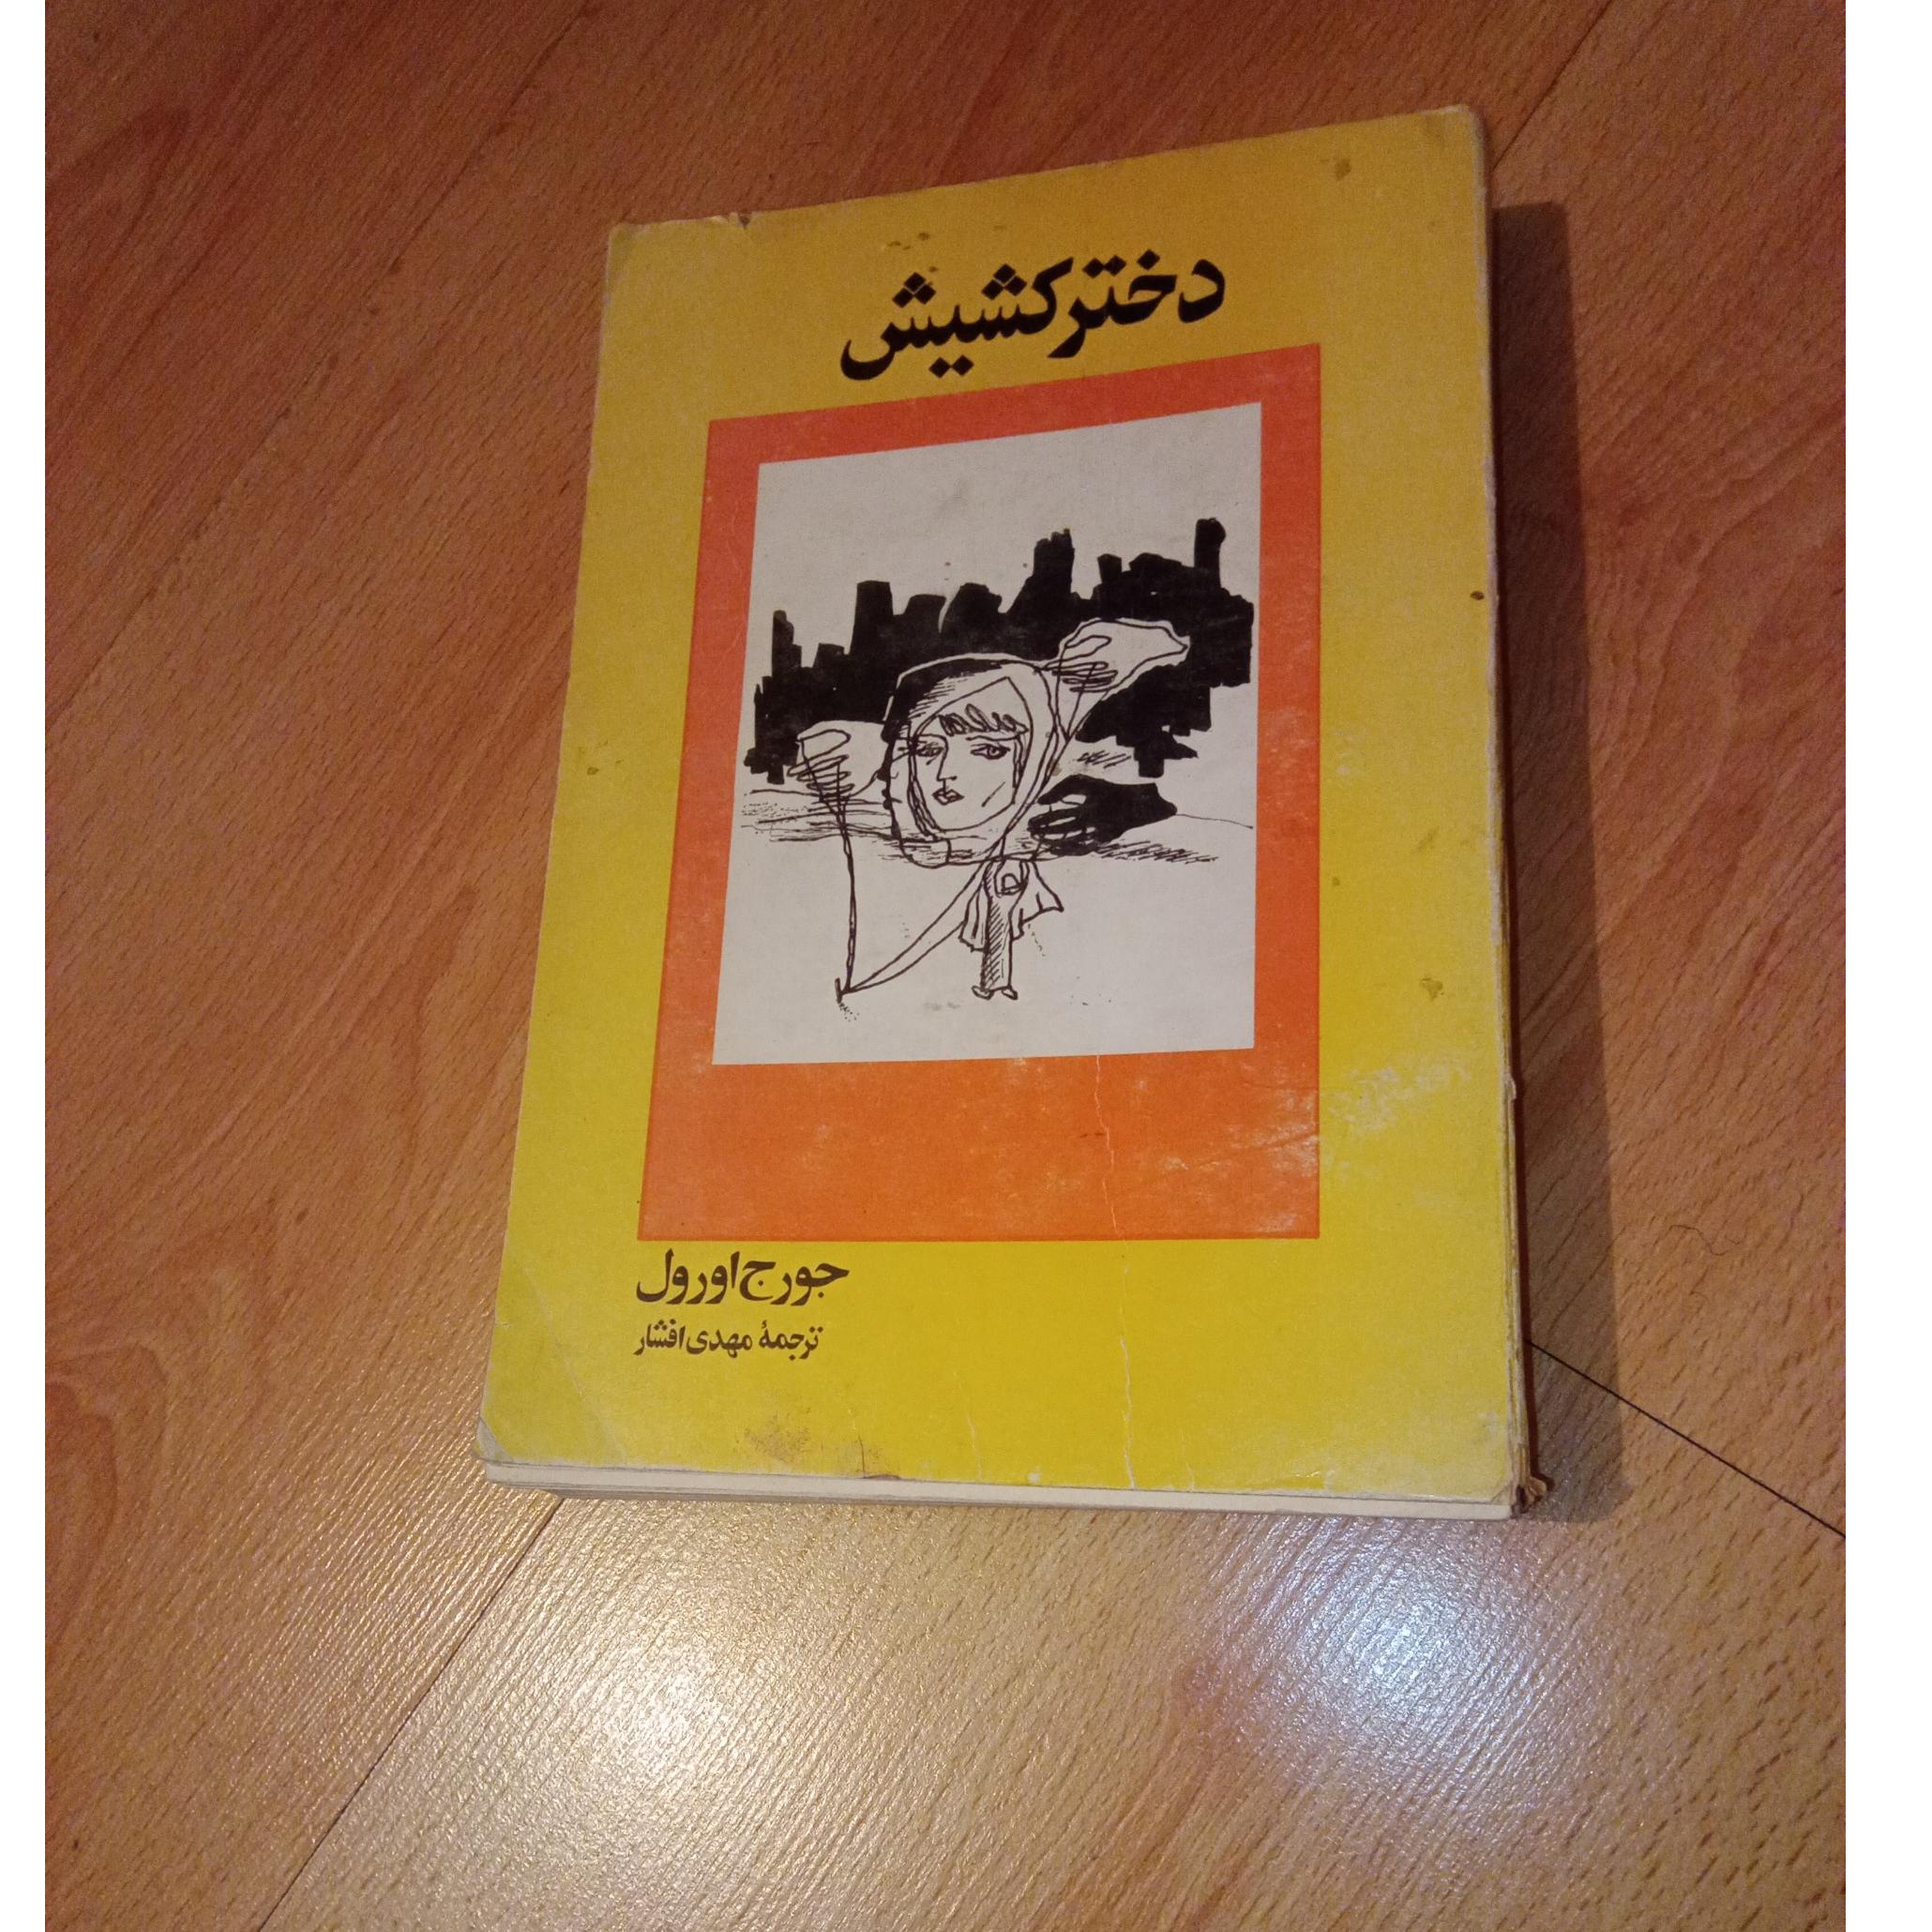 دختر کشیش
جورج اورول
ترجمهٔ مهدی افشار